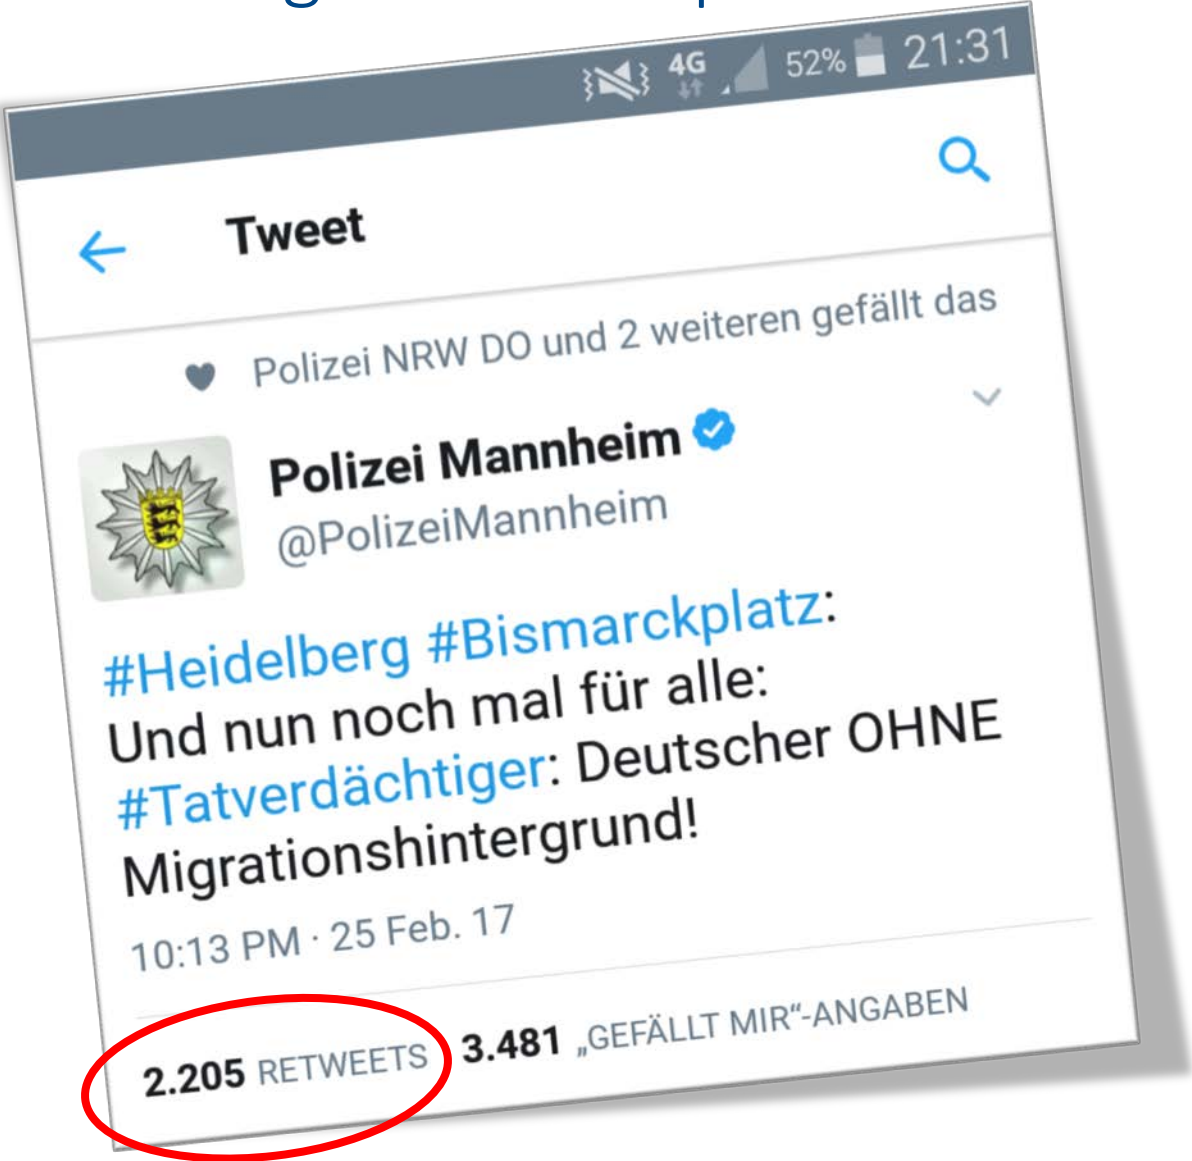 4G 52% 21:31
Tweet
Polizei NRW DO und 2 weiteren gefällt das
Polizei Mannheim
@PolizeiMannheim
#Heidelberg #Bismarckplatz:
Und nun noch mal für alle:
#Tatverdächtiger: Deutscher OHNE
Migrationshintergrund!
10:13 PM · 25 Feb. 17
2.205 RETWEETS 3.481 „GEFÄLLT MIR“-ANGABEN